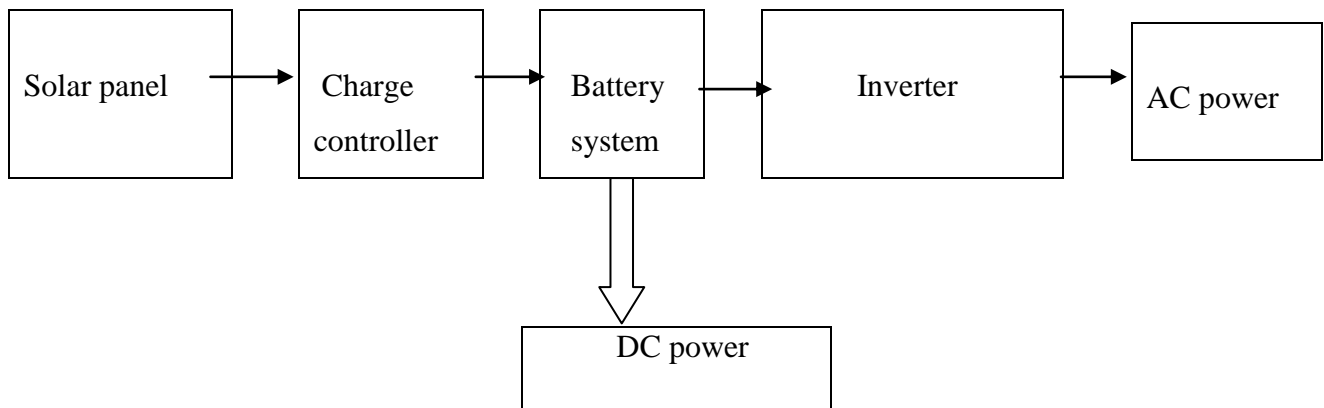 Solar panel
Charge
controller
Battery
system
Inverter
AC power
DC power